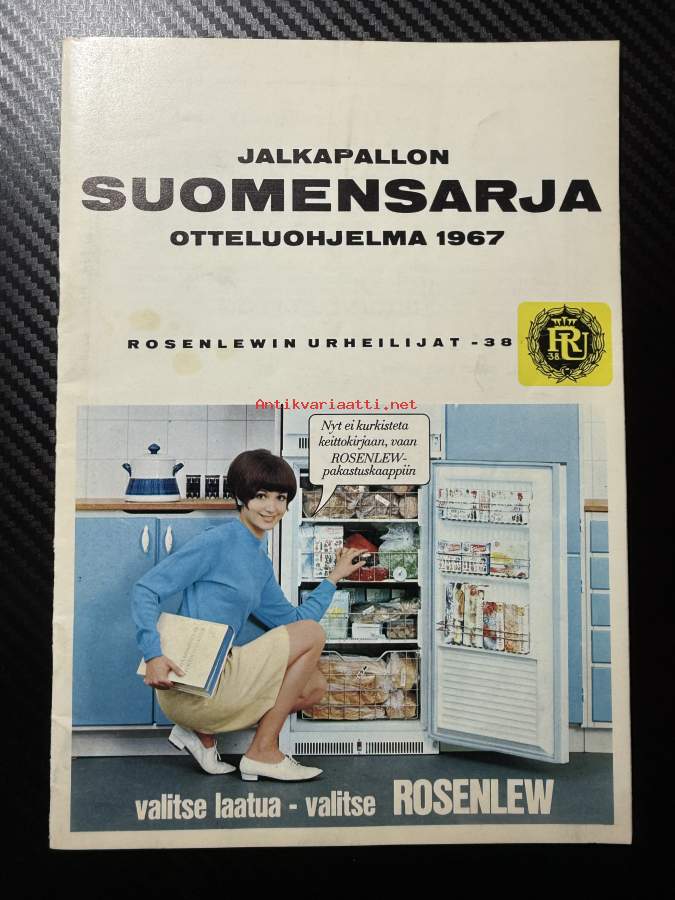 JALKAPALLON
SUOMENSARJA
OTTELUOHJELMA 1967
ROSENLEWIN URHEILIJAT -38
RU
38
Antikvariaatti.net
Nyt ei kurkisteta
keittokirjaan, vaan
ROSENLEW-
pakastuskaappiin
valitse laatua - valitse ROSENLEW